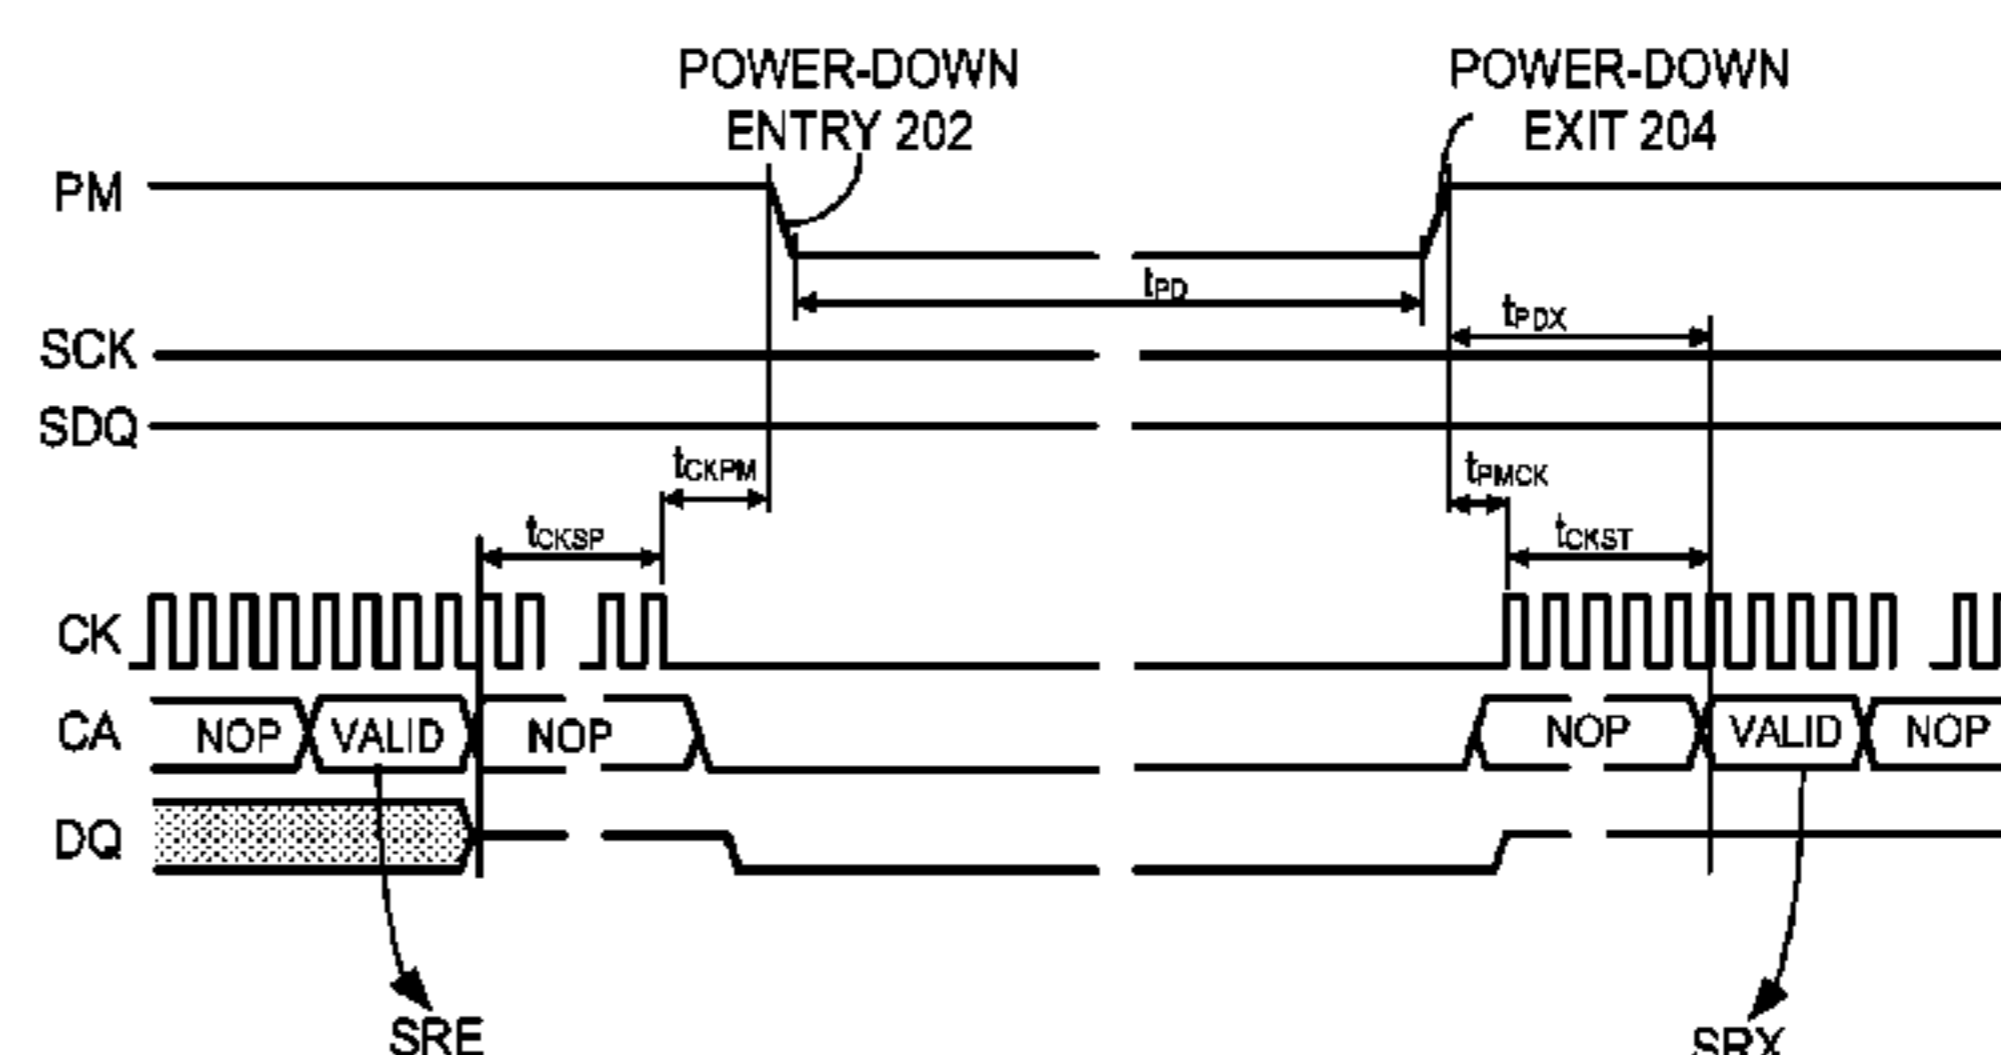 POWER-DOWN
ENTRY 202
POWER-DOWN
EXIT 204
PM
tPD
tPDX
SCK
SDQ
tCKPM
tPMCK
tCKSP
tCKST
CK
CA
NOP
VALID
NOP
NOP
VALID
NOP
DQ
SRE
SRX